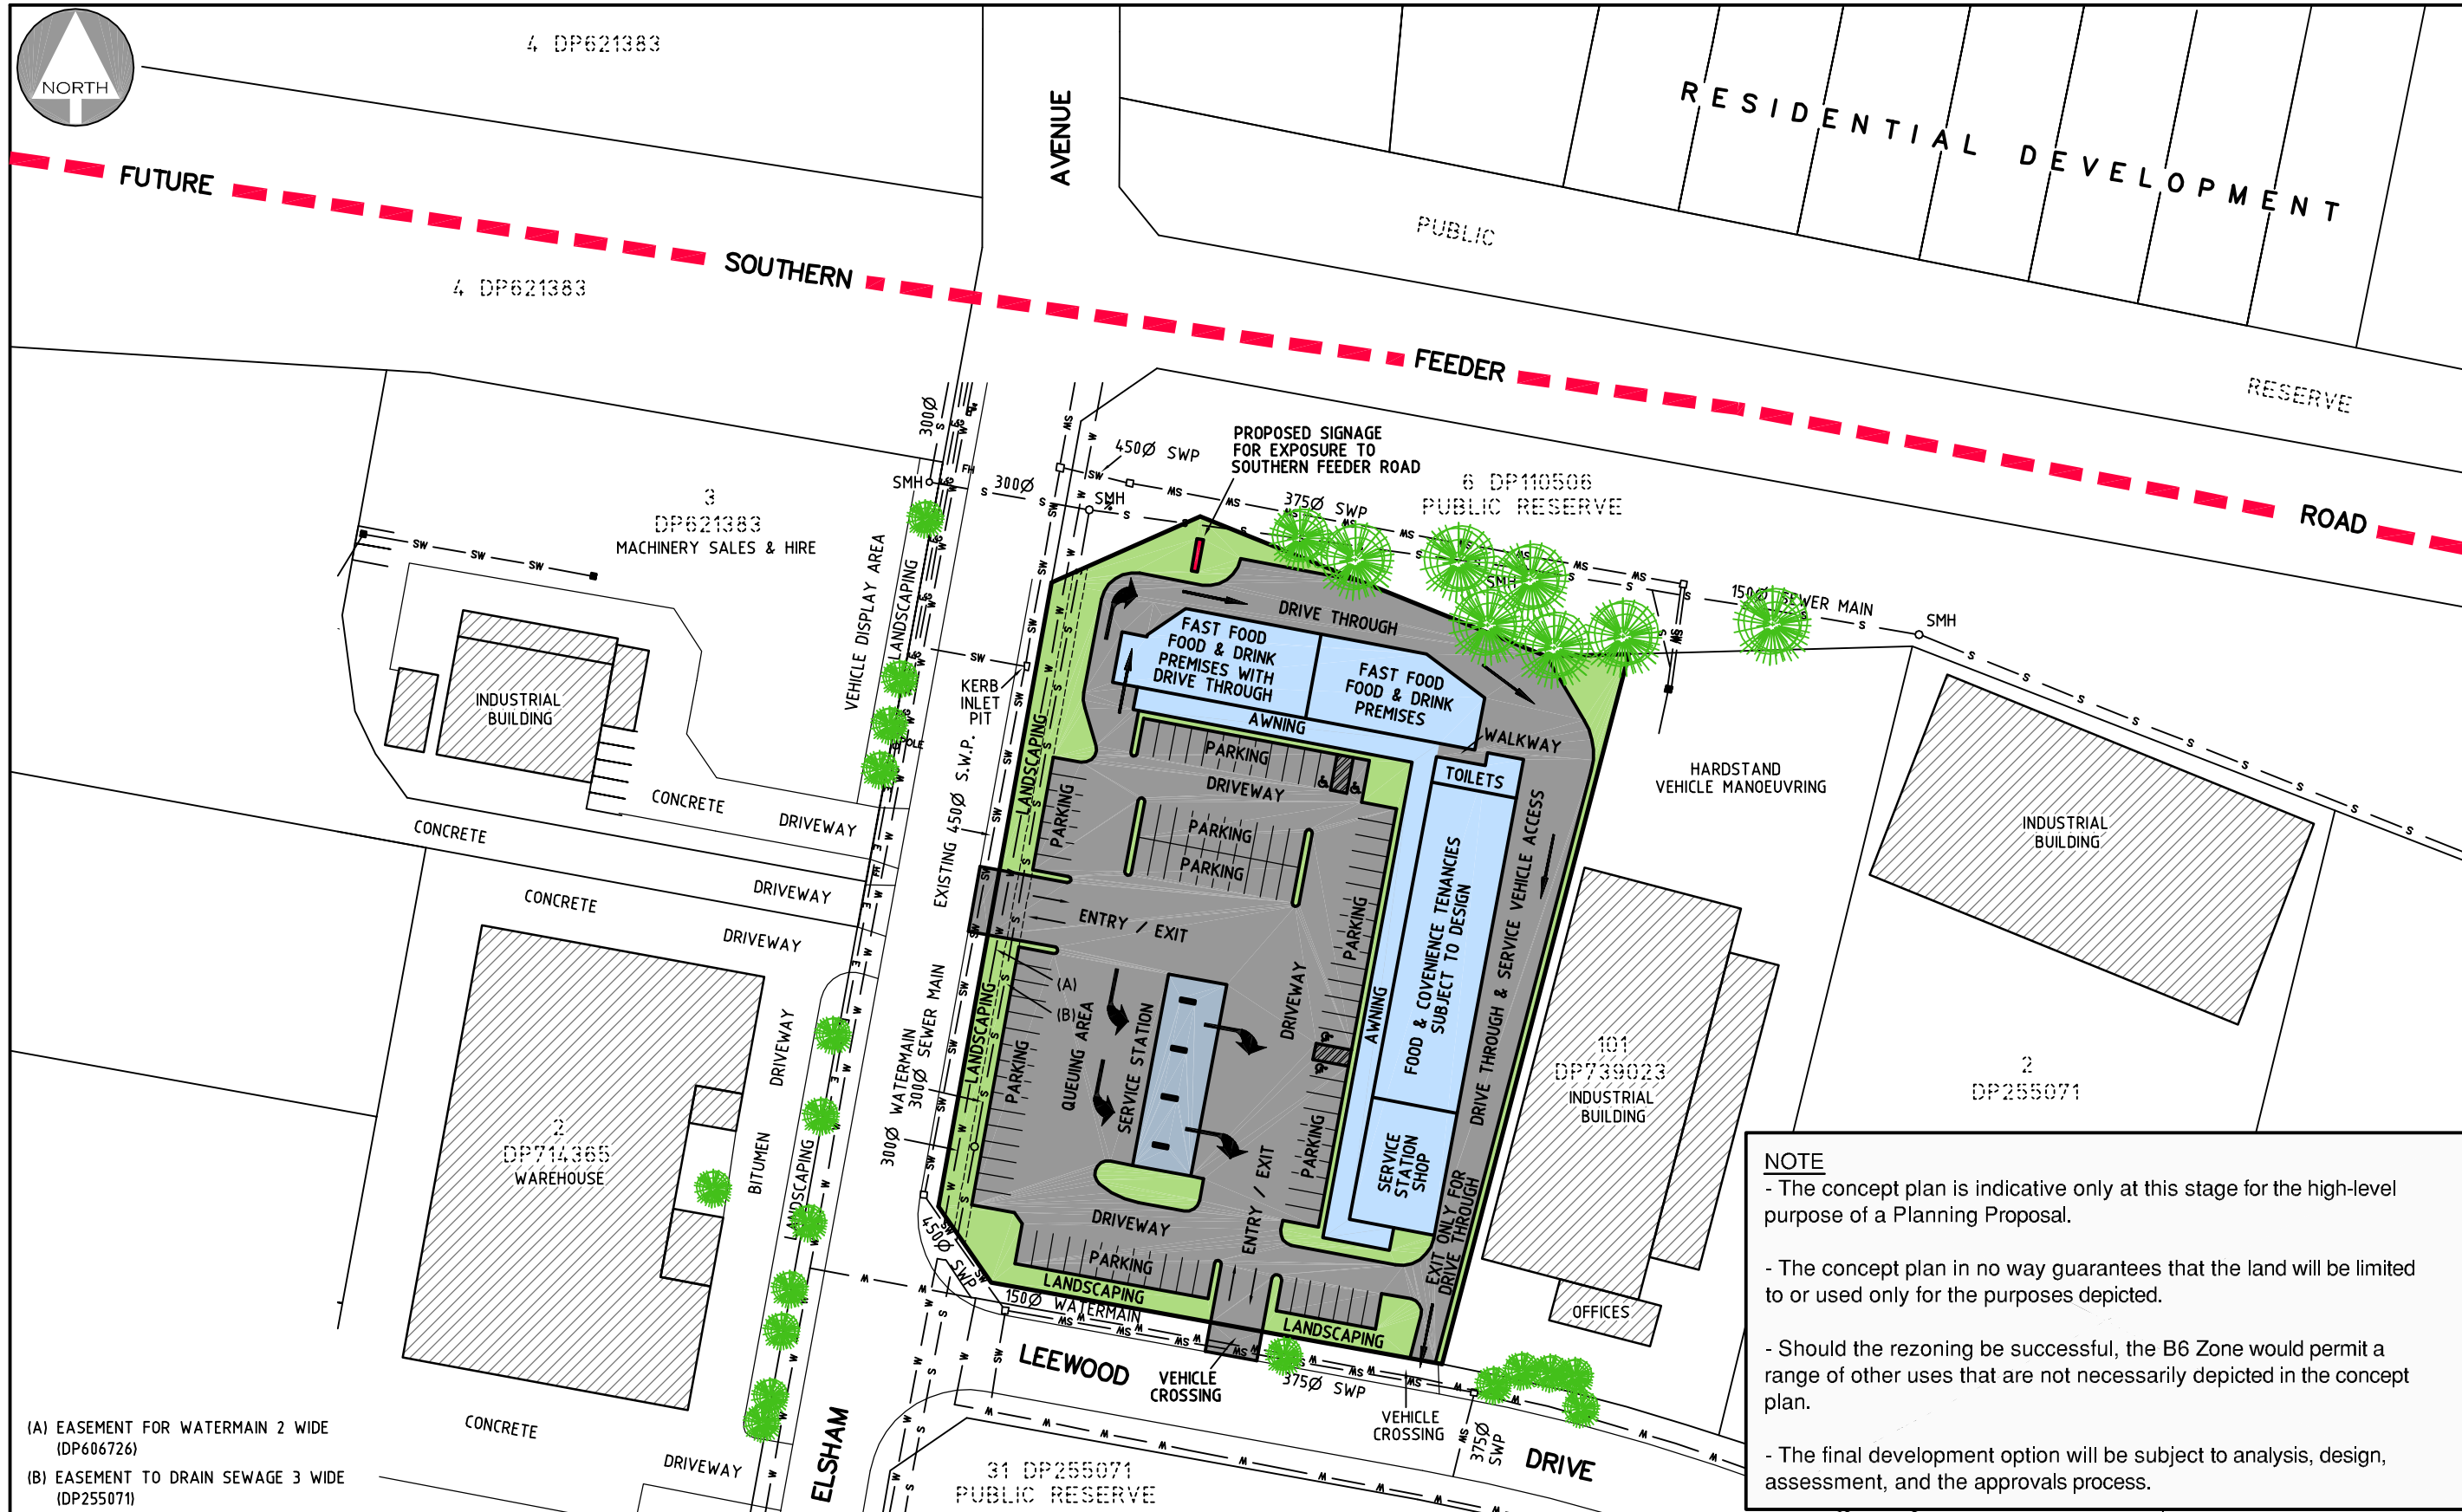 NORTH
4 DP621383
AVENUE
RESIDENTIAL DEVELOPMENT
FUTURE
SOUTHERN
FEEDER
ROAD
PUBLIC
RESERVE
4 DP621383
300Ø
PROPOSED SIGNAGE
FOR EXPOSURE TO
SOUTHERN FEEDER ROAD
450Ø SWP
SMH
FH
300Ø
SMH
375Ø SWP
6 DP110506
PUBLIC RESERVE
SMH
150Ø SEWER MAIN
SMH
3
DP621383
MACHINERY SALES & HIRE
VEHICLE DISPLAY AREA
LANDSCAPING
INDUSTRIAL
BUILDING
KERB
INLET
PIT
POLE
EXISTING 450Ø S.W.P.
LANDSCAPING
DRIVE THROUGH
FAST FOOD
FOOD & DRINK
PREMISES WITH
DRIVE THROUGH
FAST FOOD
FOOD & DRINK
PREMISES
AWNING
WALKWAY
TOILETS
PARKING
DRIVEWAY
PARKING
PARKING
PARKING
HARDSTAND
VEHICLE MANOEUVRING
INDUSTRIAL
BUILDING
CONCRETE
DRIVEWAY
CONCRETE
DRIVEWAY
FH
CONCRETE
DRIVEWAY
ENTRY / EXIT
FOOD & COVENIENCE TENANCIES
SUBJECT TO DESIGN
DRIVE THROUGH & SERVICE VEHICLE ACCESS
PARKING
AWNING
DRIVEWAY
(A)
(B)
LANDSCAPING
PARKING
QUEUING AREA
SERVICE STATION
300Ø WATERMAIN
300Ø SEWER MAIN
BITUMEN DRIVEWAY
LANDSCAPING
2
DP714365
WAREHOUSE
101
DP739023
INDUSTRIAL
BUILDING
2
DP255071
PARKING
SERVICE
STATION
SHOP
ENTRY / EXIT
EXIT ONLY FOR
DRIVE THROUGH
DRIVEWAY
PARKING
LANDSCAPING
450Ø SWP
150Ø WATERMAIN
LANDSCAPING
OFFICES
LEEWOOD
DRIVE
VEHICLE
CROSSING
375Ø SWP
VEHICLE
CROSSING
375Ø
SWP
ELSHAM
CONCRETE
DRIVEWAY
31 DP255071
PUBLIC RESERVE
(A) EASEMENT FOR WATERMAIN 2 WIDE
(DP606726)
(B) EASEMENT TO DRAIN SEWAGE 3 WIDE
(DP255071)
NOTE
- The concept plan is indicative only at this stage for the high-level
purpose of a Planning Proposal.
- The concept plan in no way guarantees that the land will be limited
to or used only for the purposes depicted.
- Should the rezoning be successful, the B6 Zone would permit a
range of other uses that are not necessarily depicted in the concept
plan.
- The final development option will be subject to analysis, design,
assessment, and the approvals process.